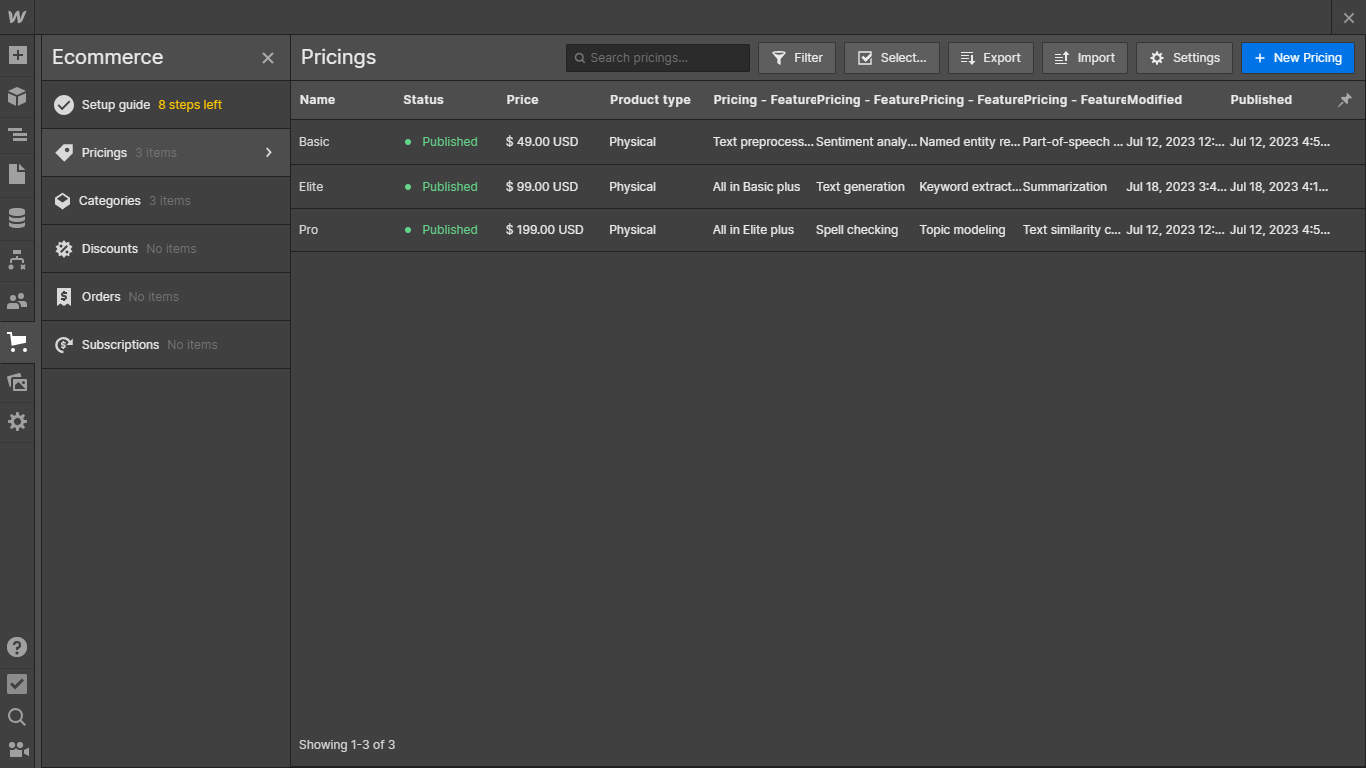 Ecommerce
Setup guide 8 steps left
Pricings 3 items
Categories 3 items
Discounts No items
Orders No items
Subscriptions No items
Pricings
Search pricings...
Filter
Select...
Export
Import
Settings
New Pricing
Name Status Price Product type Pricing - Feature Pricing - Feature Pricing - Feature Pricing - Feature Modified Published
Basic Published $ 49.00 USD Physical Text preprocess... Sentiment analy... Named entity re... Part-of-speech ... Jul 12, 2023 12:... Jul 12, 2023 4:5...
Elite Published $ 99.00 USD Physical All in Basic plus Text generation Keyword extract... Summarization Jul 18, 2023 3:4... Jul 18, 2023 4:1...
Pro Published $ 199.00 USD Physical All in Elite plus Spell checking Topic modeling Text similarity c... Jul 12, 2023 12:... Jul 12, 2023 4:5...
Showing 1-3 of 3